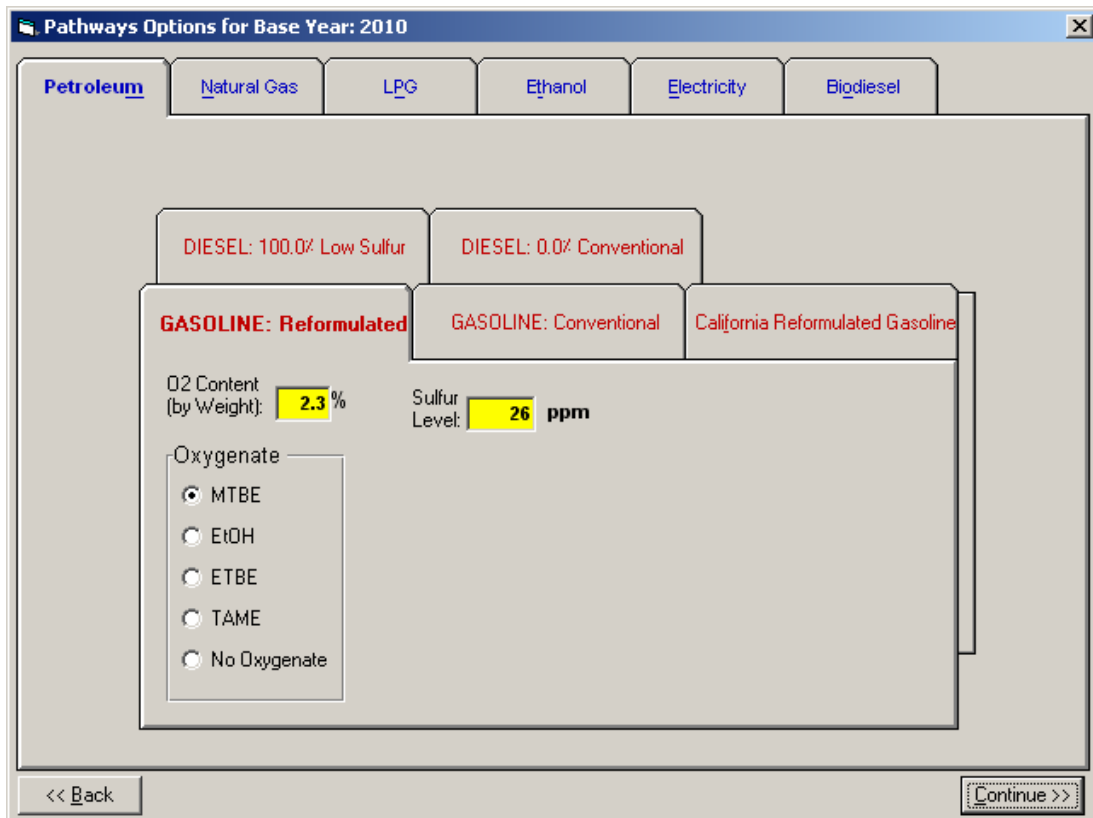 Pathways Options for Base Year: 2010
Petroleum
Natural Gas
LPG
Ethanol
Electricity
Biodiesel
DIESEL: 100.0% Low Sulfur
DIESEL: 0.0% Conventional
GASOLINE: Reformulated
GASOLINE: Conventional
California Reformulated Gasoline
O2 Content
(by Weight): 2.3 %
Sulfur
Level: 26 ppm
Oxygenate
MTBE
EtOH
ETBE
TAME
No Oxygenate
<< Back
Continue >>